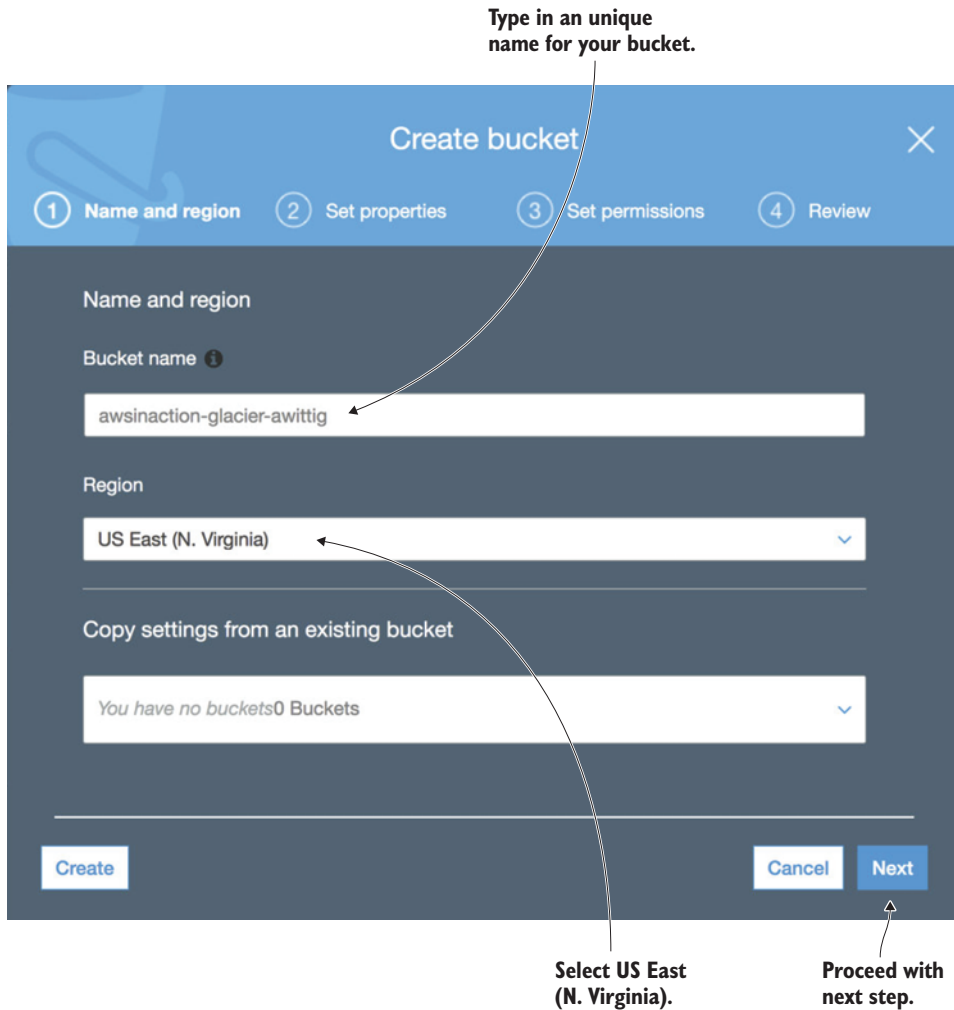 Type in an unique
name for your bucket.
Create bucket
1 Name and region 2 Set properties 3 Set permissions 4 Review
Name and region
Bucket name
awsinaction-glacier-awittig
Region
US East (N. Virginia)
Copy settings from an existing bucket
You have no buckets0 Buckets
Create Cancel Next
Select US East
(N. Virginia).
Proceed with
next step.